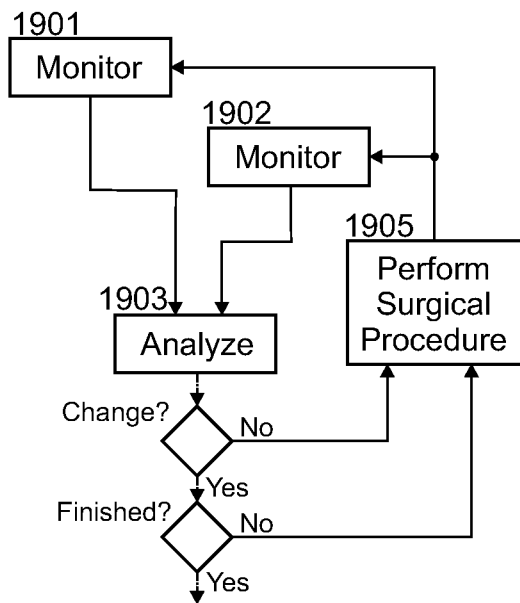 1901
Monitor
1902
Monitor
1905
Perform
Surgical
Procedure
1903
Analyze
Change?
No
Yes
Finished?
No
Yes